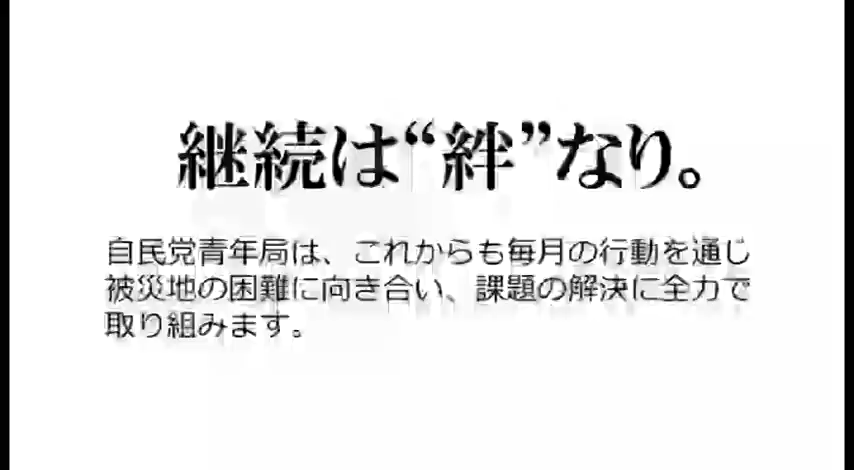 継続は“絆”なり。
自民党青年局は、これからも毎月の行動を通じ
被災地の困難に向き合い、課題の解決に全力で
取り組みます。